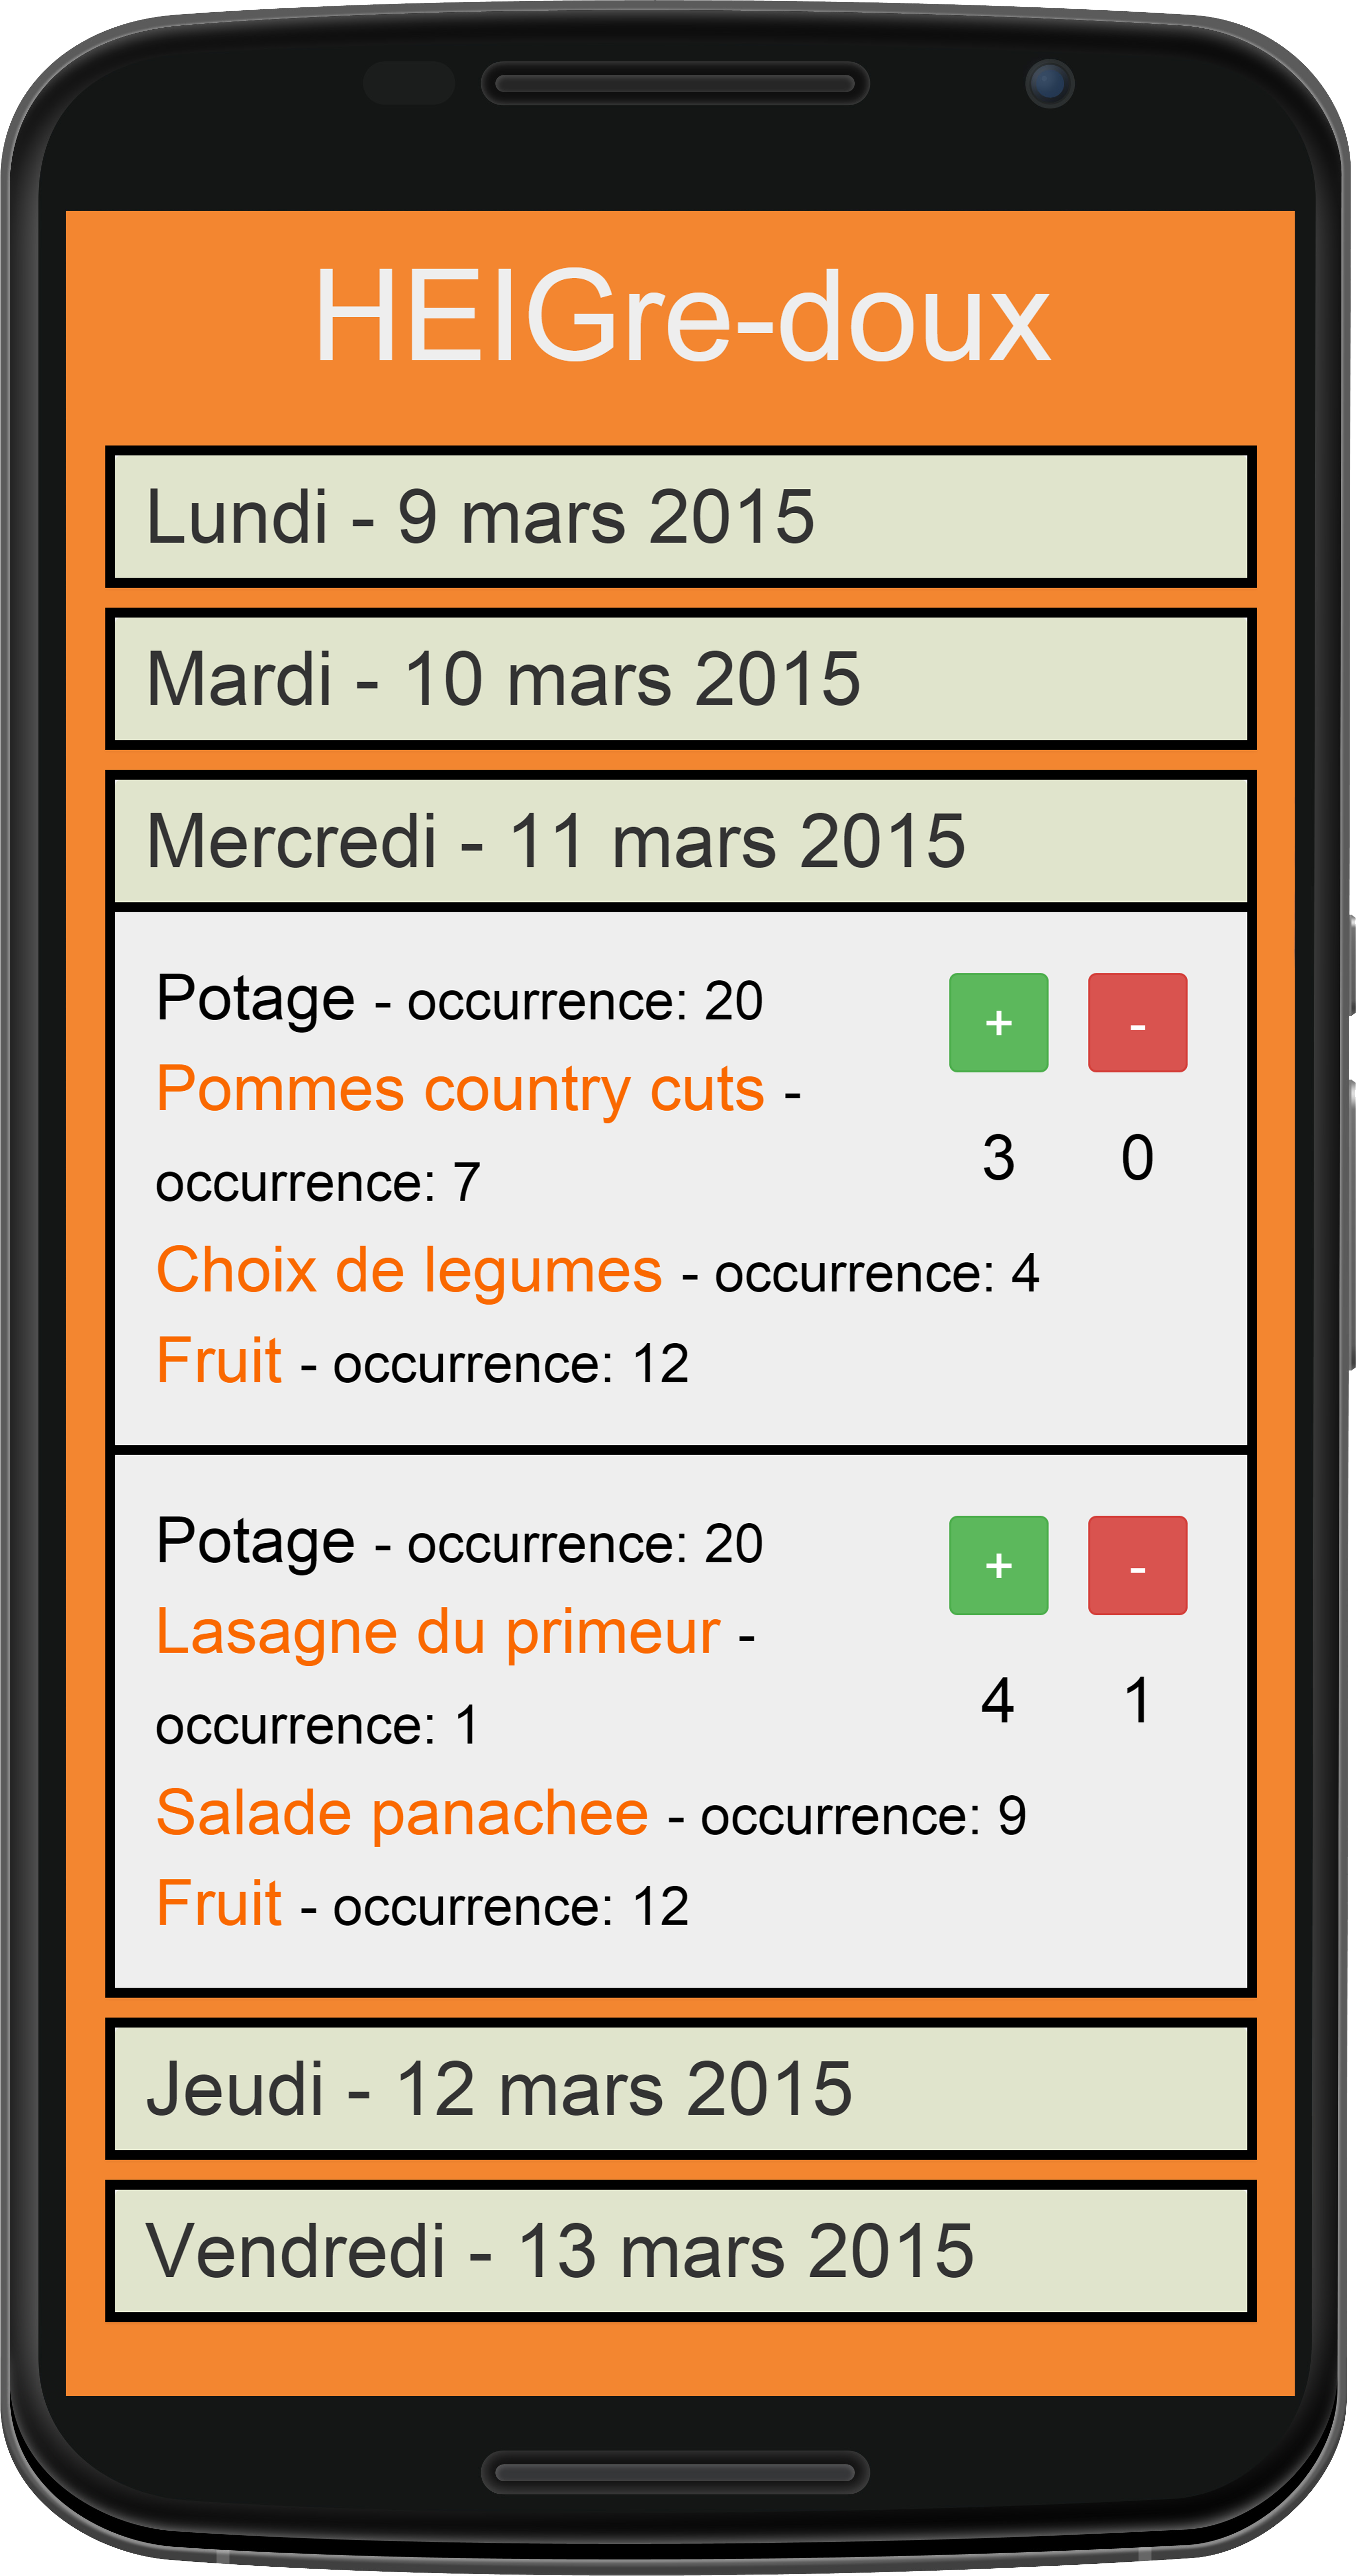 HEIGre-doux
Lundi - 9 mars 2015
Mardi - 10 mars 2015
Mercredi - 11 mars 2015
Potage - occurrence: 20
+ -
Pommes country cuts -
occurrence: 7
3 0
Choix de legumes - occurrence: 4
Fruit - occurrence: 12
Potage - occurrence: 20
+ -
Lasagne du primeur -
occurrence: 1
4 1
Salade panachee - occurrence: 9
Fruit - occurrence: 12
Jeudi - 12 mars 2015
Vendredi - 13 mars 2015